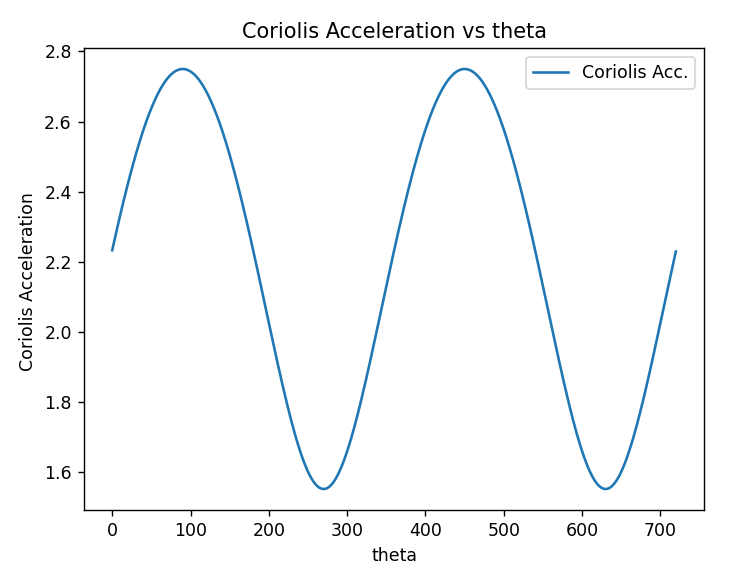 Coriolis Acceleration vs theta
Coriolis Acc.
Coriolis Acceleration
2.8
2.6
2.4
2.2
2.0
1.8
1.6
0 100 200 300 400 500 600 700
theta